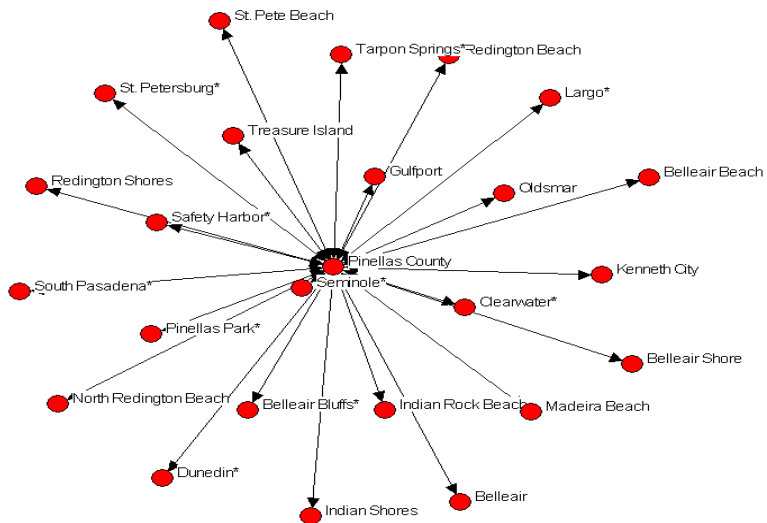 St. Pete Beach
Tarpon Springs*
Redington Beach
St. Petersburg*
Largo*
Treasure Island
Gulfport
Belleair Beach
Redington Shores
Oldsmar
Safety Harbor*
Pinellas County
Kenneth City
South Pasadena*
Seminole*
Clearwater*
Pinellas Park*
Belleair Shore
North Redington Beach
Belleair Bluffs*
Indian Rock Beach
Madeira Beach
Dunedin*
Belleair
Indian Shores